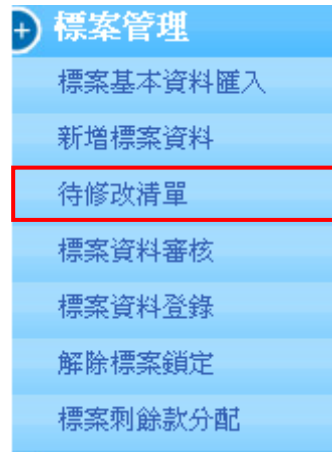 標案管理
標案基本資料匯入
新增標案資料
待修改清單
標案資料審核
標案資料登錄
解除標案鎖定
標案剩餘款分配